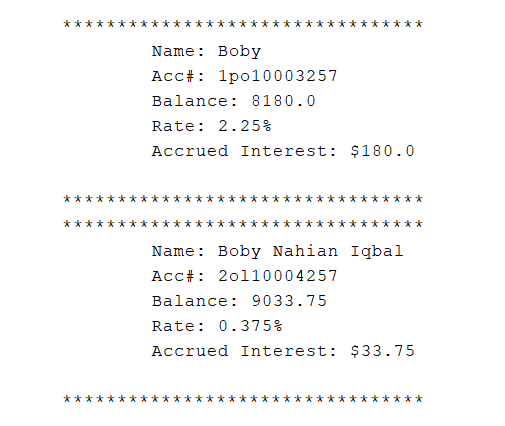 *********************************
Name: Boby
Acc#: 1po10003257
Balance: 8180.0
Rate: 2.25%
Accrued Interest: $180.0
*********************************
*********************************
Name: Boby Nahian Iqbal
Acc#: 2ol10004257
Balance: 9033.75
Rate: 0.375%
Accrued Interest: $33.75
*********************************